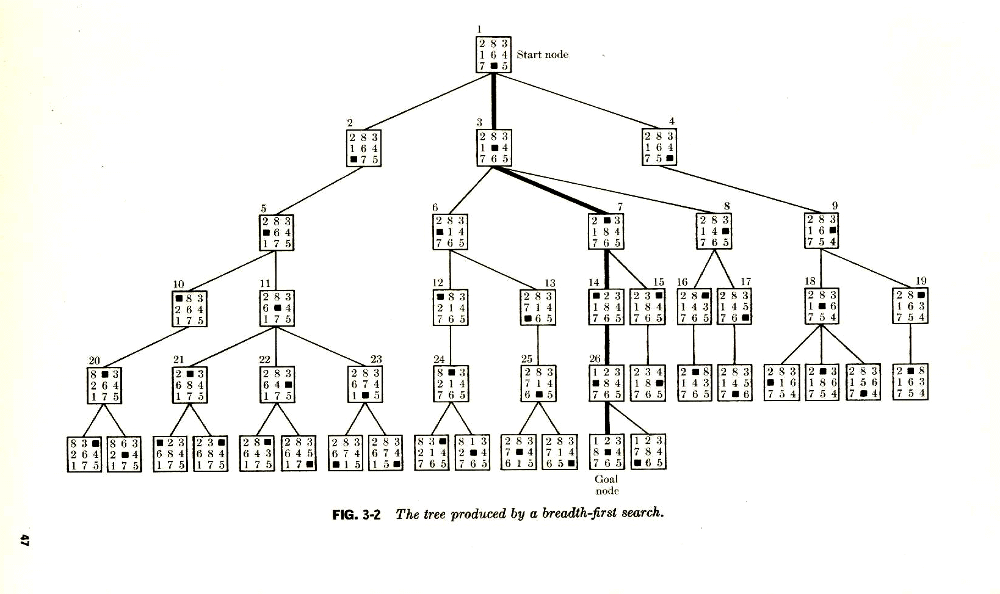 1
2 8 3
1 6 4
7 ■ 5
Start node
2
2 8 3
1 6 4
■ 7 5
3
2 8 3
1 ■ 4
7 6 5
4
2 8 3
1 6 4
7 5 ■
5
2 8 3
■ 6 4
1 7 5
6
2 8 3
■ 1 4
7 6 5
7
2 ■ 3
1 8 4
7 6 5
8
2 8 3
1 4 ■
7 6 5
9
2 8 3
1 6 ■
7 5 4
10
■ 8 3
2 6 4
1 7 5
11
2 8 3
6 ■ 4
1 7 5
12
■ 8 3
2 1 4
7 6 5
13
2 8 3
7 1 4
■ 6 5
14
■ 2 3
1 8 4
7 6 5
15
2 3 ■
1 8 4
7 6 5
16
2 8 ■
1 4 3
7 6 5
17
2 8 3
1 4 5
7 6 ■
18
2 8 3
1 ■ 6
7 5 4
19
2 8 ■
1 6 3
7 5 4
20
8 ■ 3
2 6 4
1 7 5
21
2 ■ 3
6 8 4
1 7 5
22
2 8 3
6 4 ■
1 7 5
23
2 8 3
6 7 4
1 ■ 5
24
8 ■ 3
2 1 4
7 6 5
25
2 8 3
7 1 4
6 ■ 5
26
1 2 3
■ 8 4
7 6 5
2 3 4
1 8 ■
7 6 5
2 ■ 8
1 4 3
7 6 5
2 8 3
1 4 5
7 ■ 6
2 8 3
■ 1 6
7 5 4
2 ■ 3
1 8 6
7 5 4
2 8 3
1 5 6
7 ■ 4
2 ■ 8
1 6 3
7 5 4
8 3 ■
2 6 4
1 7 5
8 6 3
2 ■ 4
1 7 5
■ 2 3
6 8 4
1 7 5
2 3 ■
6 8 4
1 7 5
2 8 ■
6 4 3
1 7 5
2 8 3
6 4 5
1 7 ■
2 8 3
6 7 4
■ 1 5
2 8 3
6 7 4
1 5 ■
8 3 ■
2 1 4
7 6 5
8 1 3
2 ■ 4
7 6 5
2 8 3
7 ■ 4
6 1 5
2 8 3
7 1 4
6 5 ■
1 2 3
8 ■ 4
7 6 5
1 2 3
7 8 4
■ 6 5
Goal
node
FIG. 3-2 The tree produced by a breadth-first search.
47